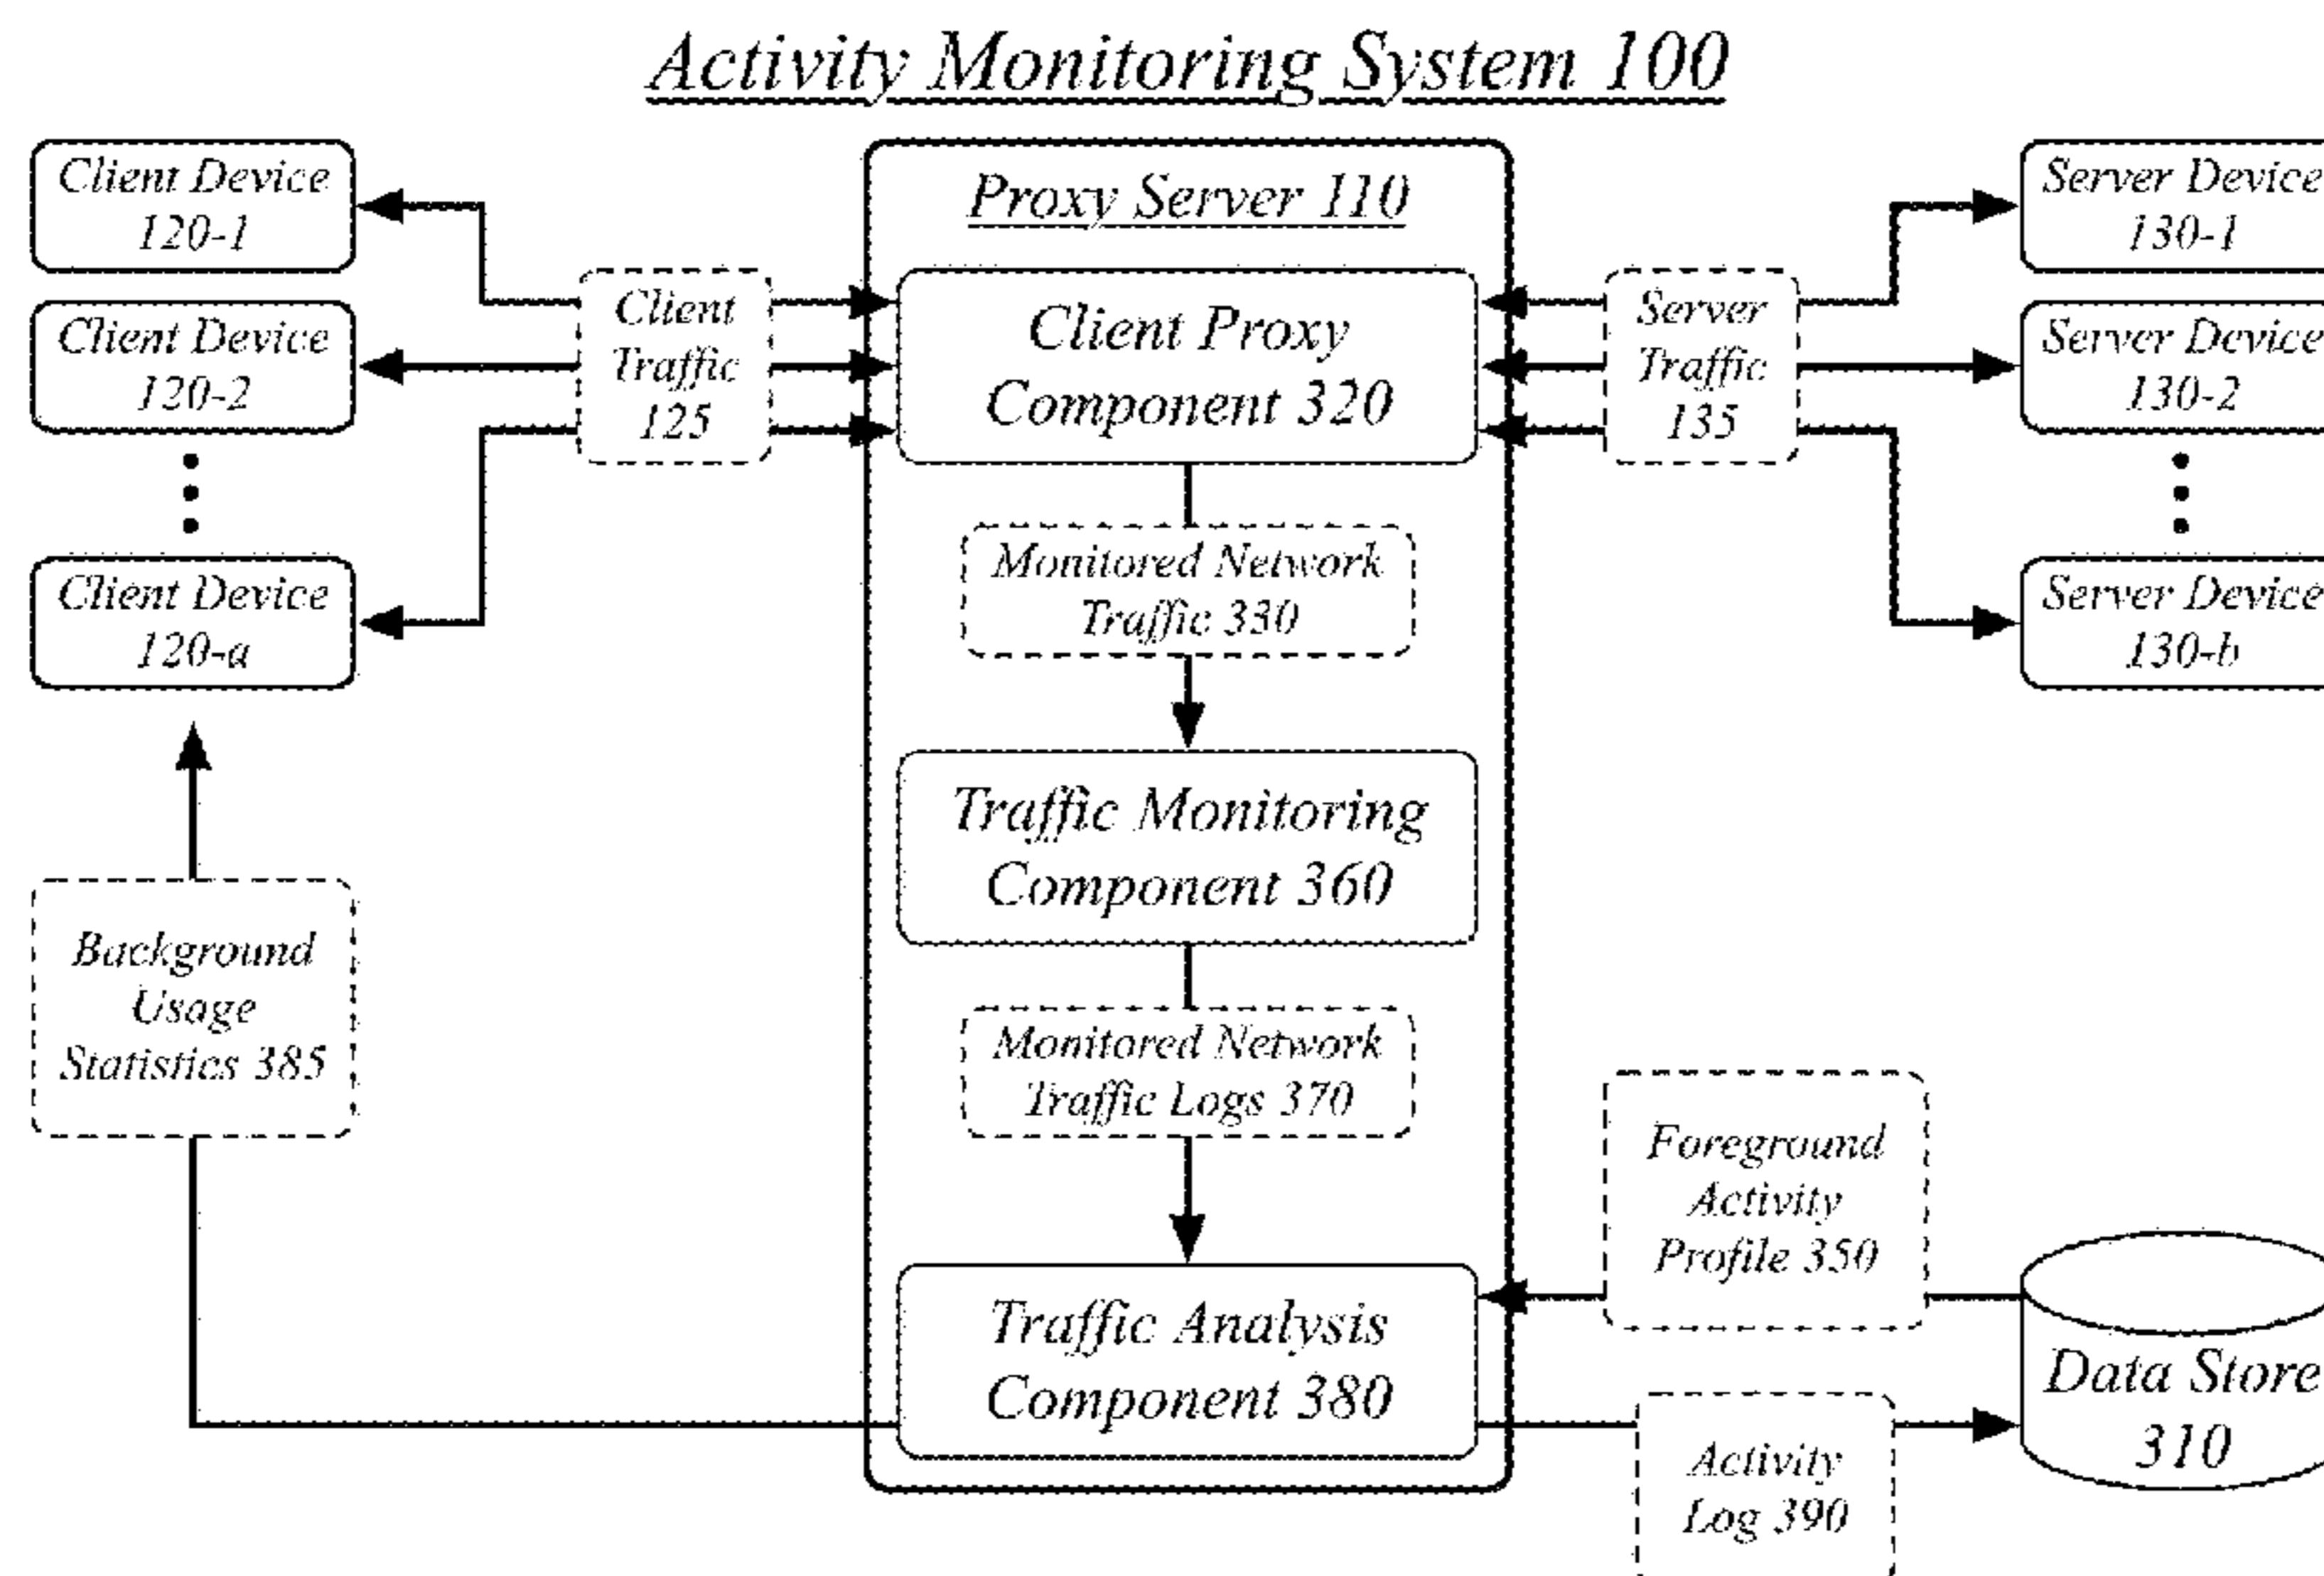 Activity Monitoring System 100
Client Device
120-1
Client Device
120-2
Client Device
120-a
Client
Traffic
125
Proxy Server 110
Client Proxy
Component 320
Server
Traffic
135
Server Device
130-1
Server Device
130-2
Server Device
130-b
Monitored Network
Traffic 330
Traffic Monitoring
Component 360
Background
Usage
Statistics 385
Monitored Network
Traffic Logs 370
Foreground
Activity
Profile 350
Traffic Analysis
Component 380
Data Store
310
Activity
Log 390